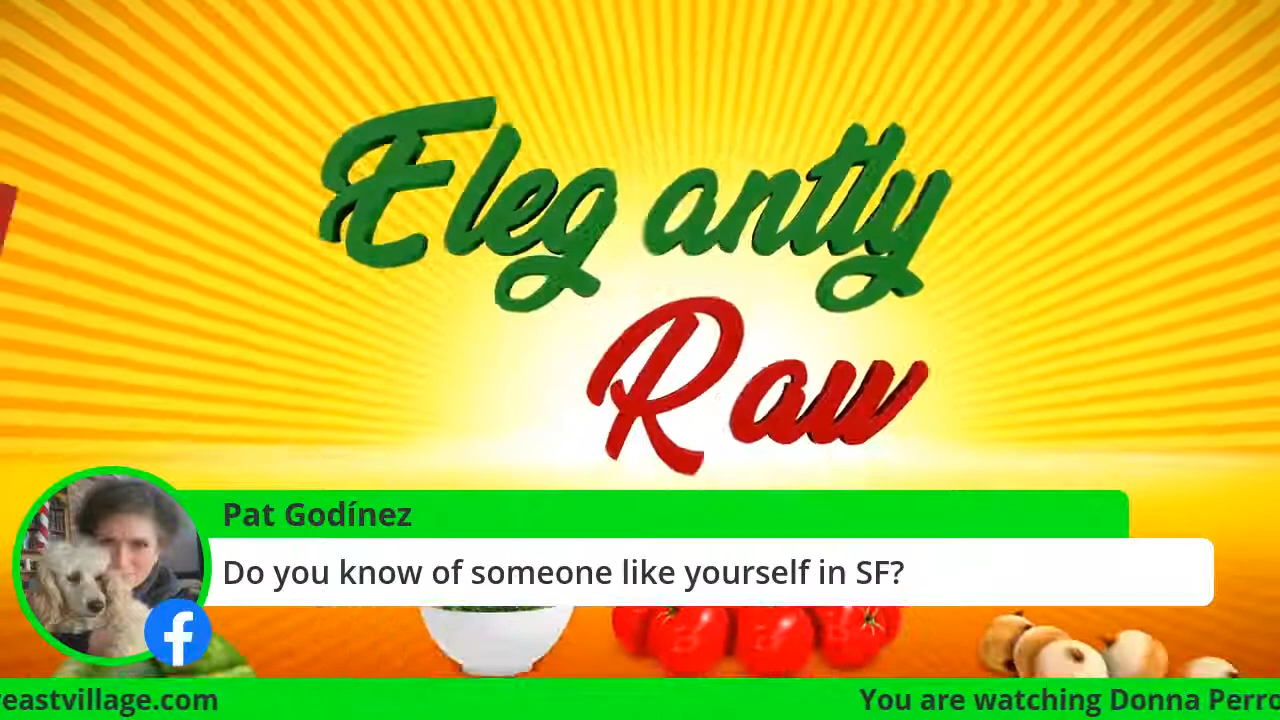 Elegantly
Raw
Pat Godínez
Do you know of someone like yourself in SF?
eastvillage.com
You are watching Donna Perro